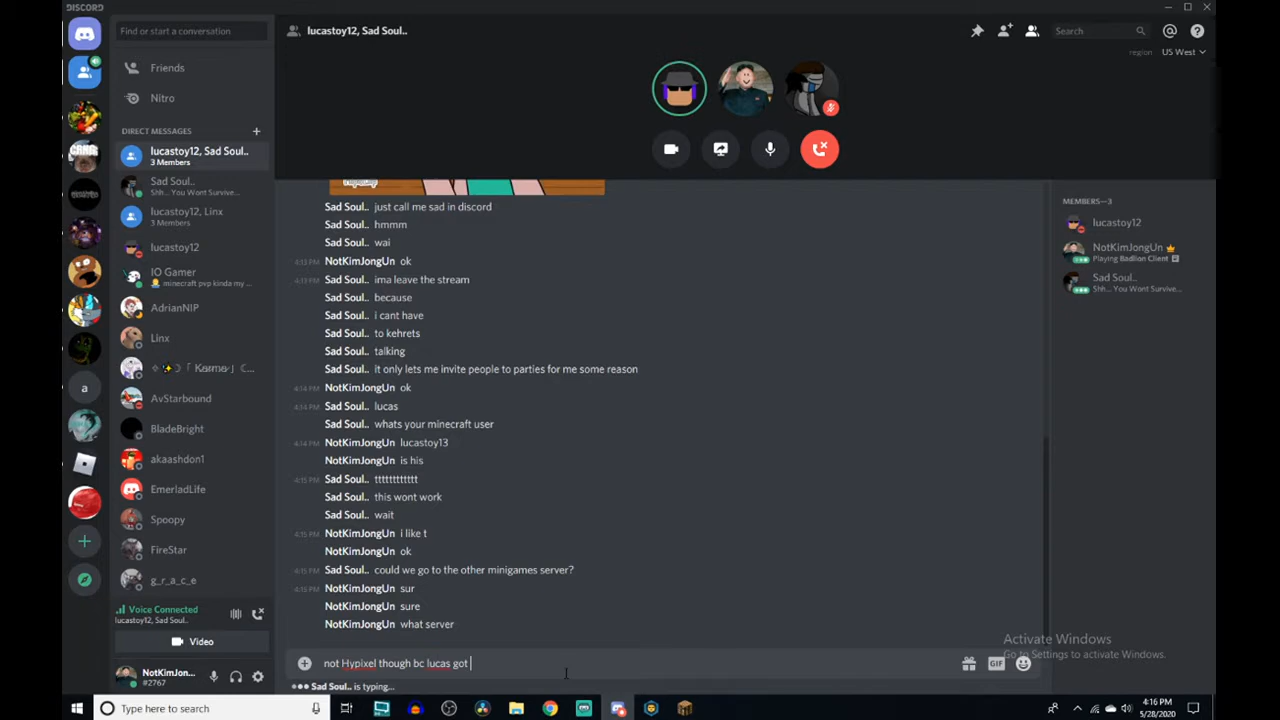 DISCORD
Find or start a conversation
lucastoy12, Sad Soul..
Search
region
US West
Friends
Nitro
DIRECT MESSAGES
lucastoy12, Sad Soul..
3 Members
Sad Soul..
Shh... You Wont Survive...
lucastoy12, Linx
3 Members
lucastoy12
IO Gamer
minecraft pvp kinda my ...
AdrianNIP
Linx
「 Karma 」 C...
AvStarbound
BladeBright
akaashdon1
EmerladLife
Spoopy
FireStar
g_r_a_c_e
a
Voice Connected
lucastoy12, Sad Soul..
Video
NotKimJon...
#2767
Sad Soul.. just call me sad in discord
Sad Soul.. hmmm
Sad Soul.. wai
4:13 PM NotKimJongUn ok
4:13 PM Sad Soul.. ima leave the stream
Sad Soul.. because
Sad Soul.. i cant have
Sad Soul.. to kehrets
Sad Soul.. talking
Sad Soul.. it only lets me invite people to parties for me some reason
4:14 PM NotKimJongUn ok
4:14 PM Sad Soul.. lucas
Sad Soul.. whats your minecraft user
4:14 PM NotKimJongUn lucastoy13
NotKimJongUn is his
4:15 PM Sad Soul.. tttttttttttt
Sad Soul.. this wont work
Sad Soul.. wait
4:15 PM NotKimJongUn i like t
NotKimJongUn ok
4:15 PM Sad Soul.. could we go to the other minigames server?
4:15 PM NotKimJongUn sur
NotKimJongUn sure
NotKimJongUn what server
not Hypixel though bc lucas got
GIF
Sad Soul.. is typing...
MEMBERS—3
lucastoy12
NotKimJongUn
Playing Badlion Client
Sad Soul..
Shh... You Wont Survive...
Activate Windows
Go to Settings to activate Windows.
Type here to search
4:16 PM
5/28/2020